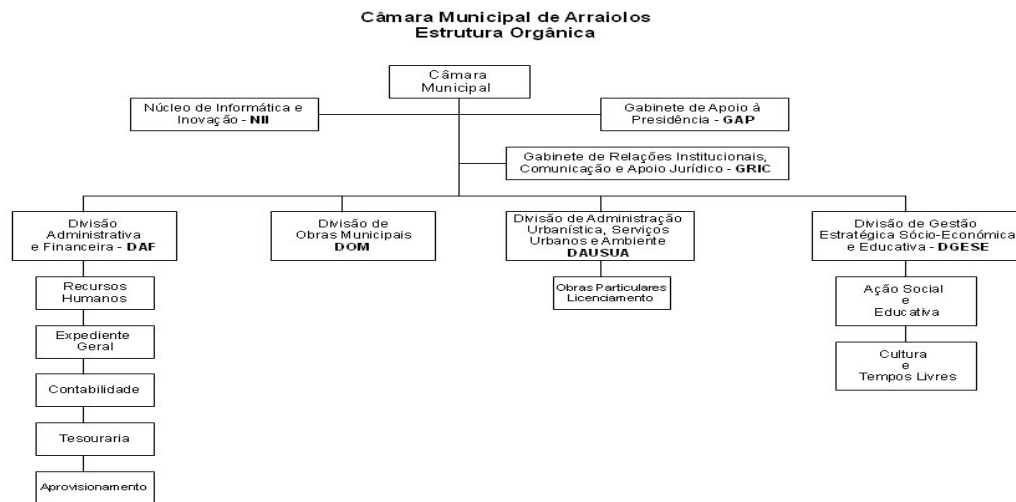 Câmara Municipal de Arraiolos
Estrutura Orgânica
Câmara
Municipal
Núcleo de Informática e
Inovação - NII
Gabinete de Apoio à
Presidência - GAP
Gabinete de Relações Institucionais,
Comunicação e Apoio Jurídico - GRIC
Divisão
Administrativa
e Financeira - DAF
Divisão de
Obras Municipais
DOM
Divisão de Administração
Urbanística, Serviços
Urbanos e Ambiente
DAUSUA
Divisão de Gestão
Estratégica Sócio-Económica
e Educativa - DGESE
Recursos
Humanos
Expediente
Geral
Contabilidade
Tesouraria
Aprovisionamento
Obras Particulares
Licenciamento
Ação Social
e
Educativa
Cultura
e
Tempos Livres